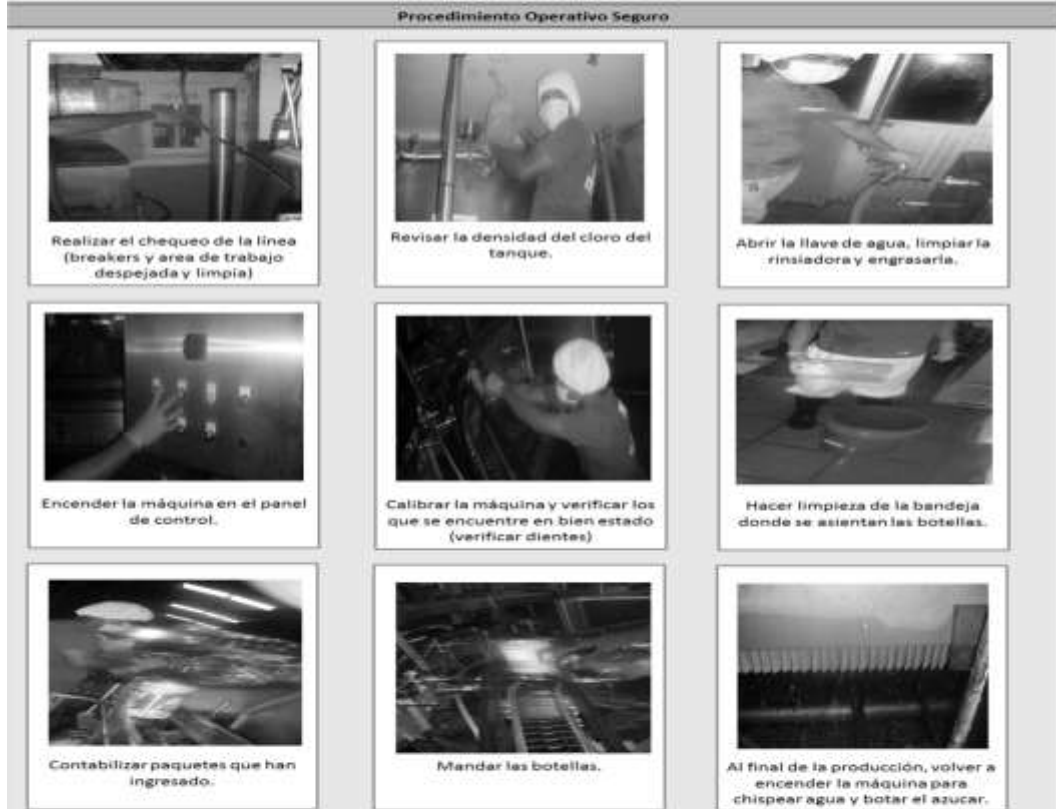 Procedimiento Operativo Seguro
Realizar el chequeo de la línea
(breakers y area de trabajo
despejada y limpia)
Revisar la densidad del cloro del
tanque.
Abrir la llave de agua, limpiar la
rinsiadora y engrasarla.
Encender la máquina en el panel
de control.
Calibrar la máquina y verificar los
que se encuentre en bien estado
(verificar dientes)
Hacer limpieza de la bandeja
donde se asientan las botellas.
Contabilizar paquetes que han
ingresado.
Mandar las botellas.
Al final de la producción, volver a
encender la máquina para
chispear agua y botar el azucar.